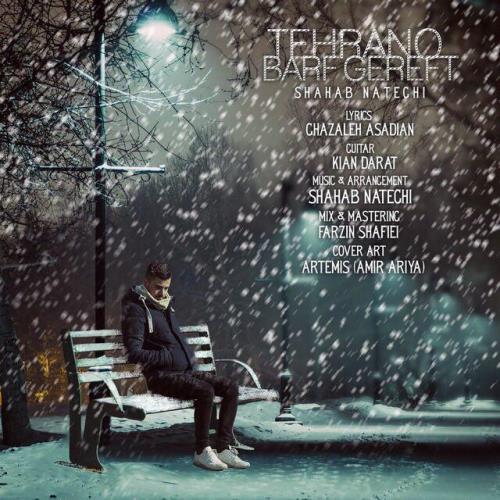 TEHRANO
BARF GEREFT
SHAHAB NATECHI
LYRICS
GHAZALEH ASADIAN
GUITAR
KIAN DARAT
MUSIC & ARRANGEMENT
SHAHAB NATECHI
MIX & MASTERING
FARZIN SHAFIEI
COVER ART
ARTEMIS (AMIR ARIYA)